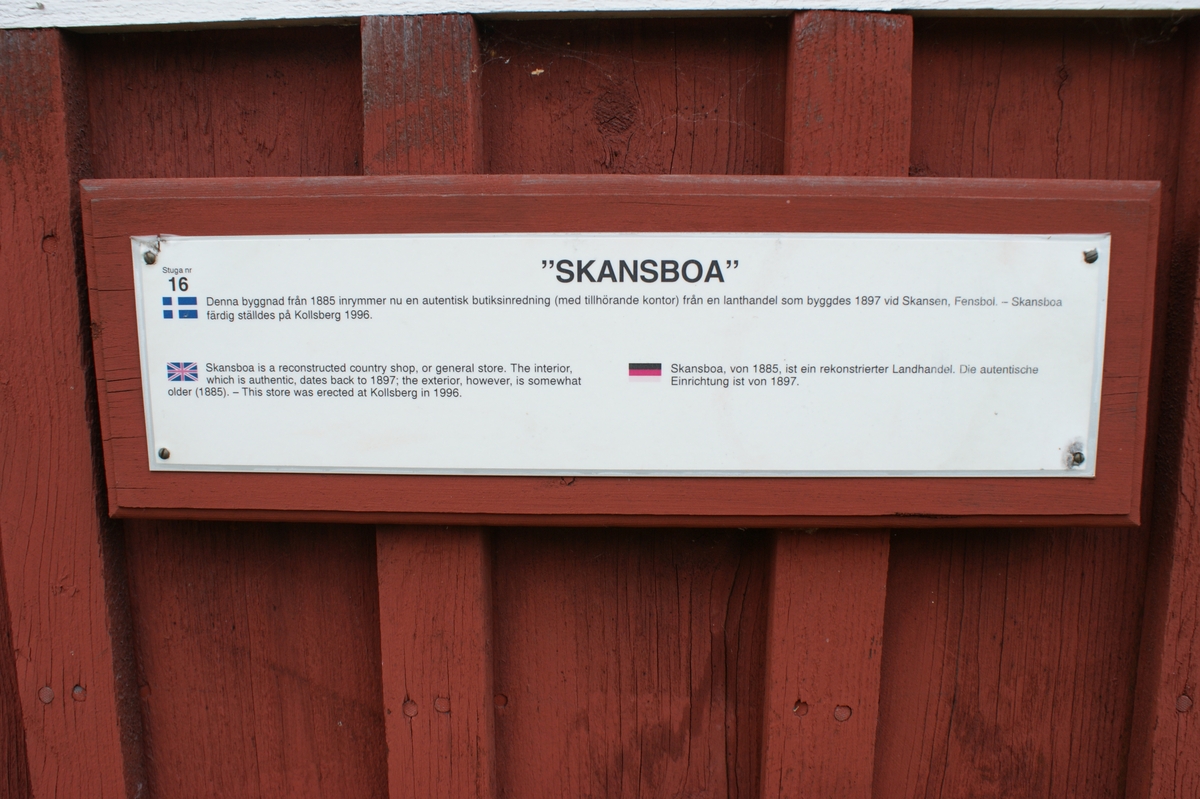 Stuga nr
16
”SKANSBOA”
Denna byggnad från 1885 inrymmer nu en autentisk butiksinredning (med tillhörande kontor) från en lanthandel som byggdes 1897 vid Skansen, Fensbol. – Skansboa
färdig ställdes på Kollsberg 1996.
Skansboa is a reconstructed country shop, or general store. The interior,
which is authentic, dates back to 1897; the exterior, however, is somewhat
older (1885). – This store was erected at Kollsberg in 1996.
Skansboa, von 1885, ist ein rekonstrierter Landhandel. Die autentische
Einrichtung ist von 1897.